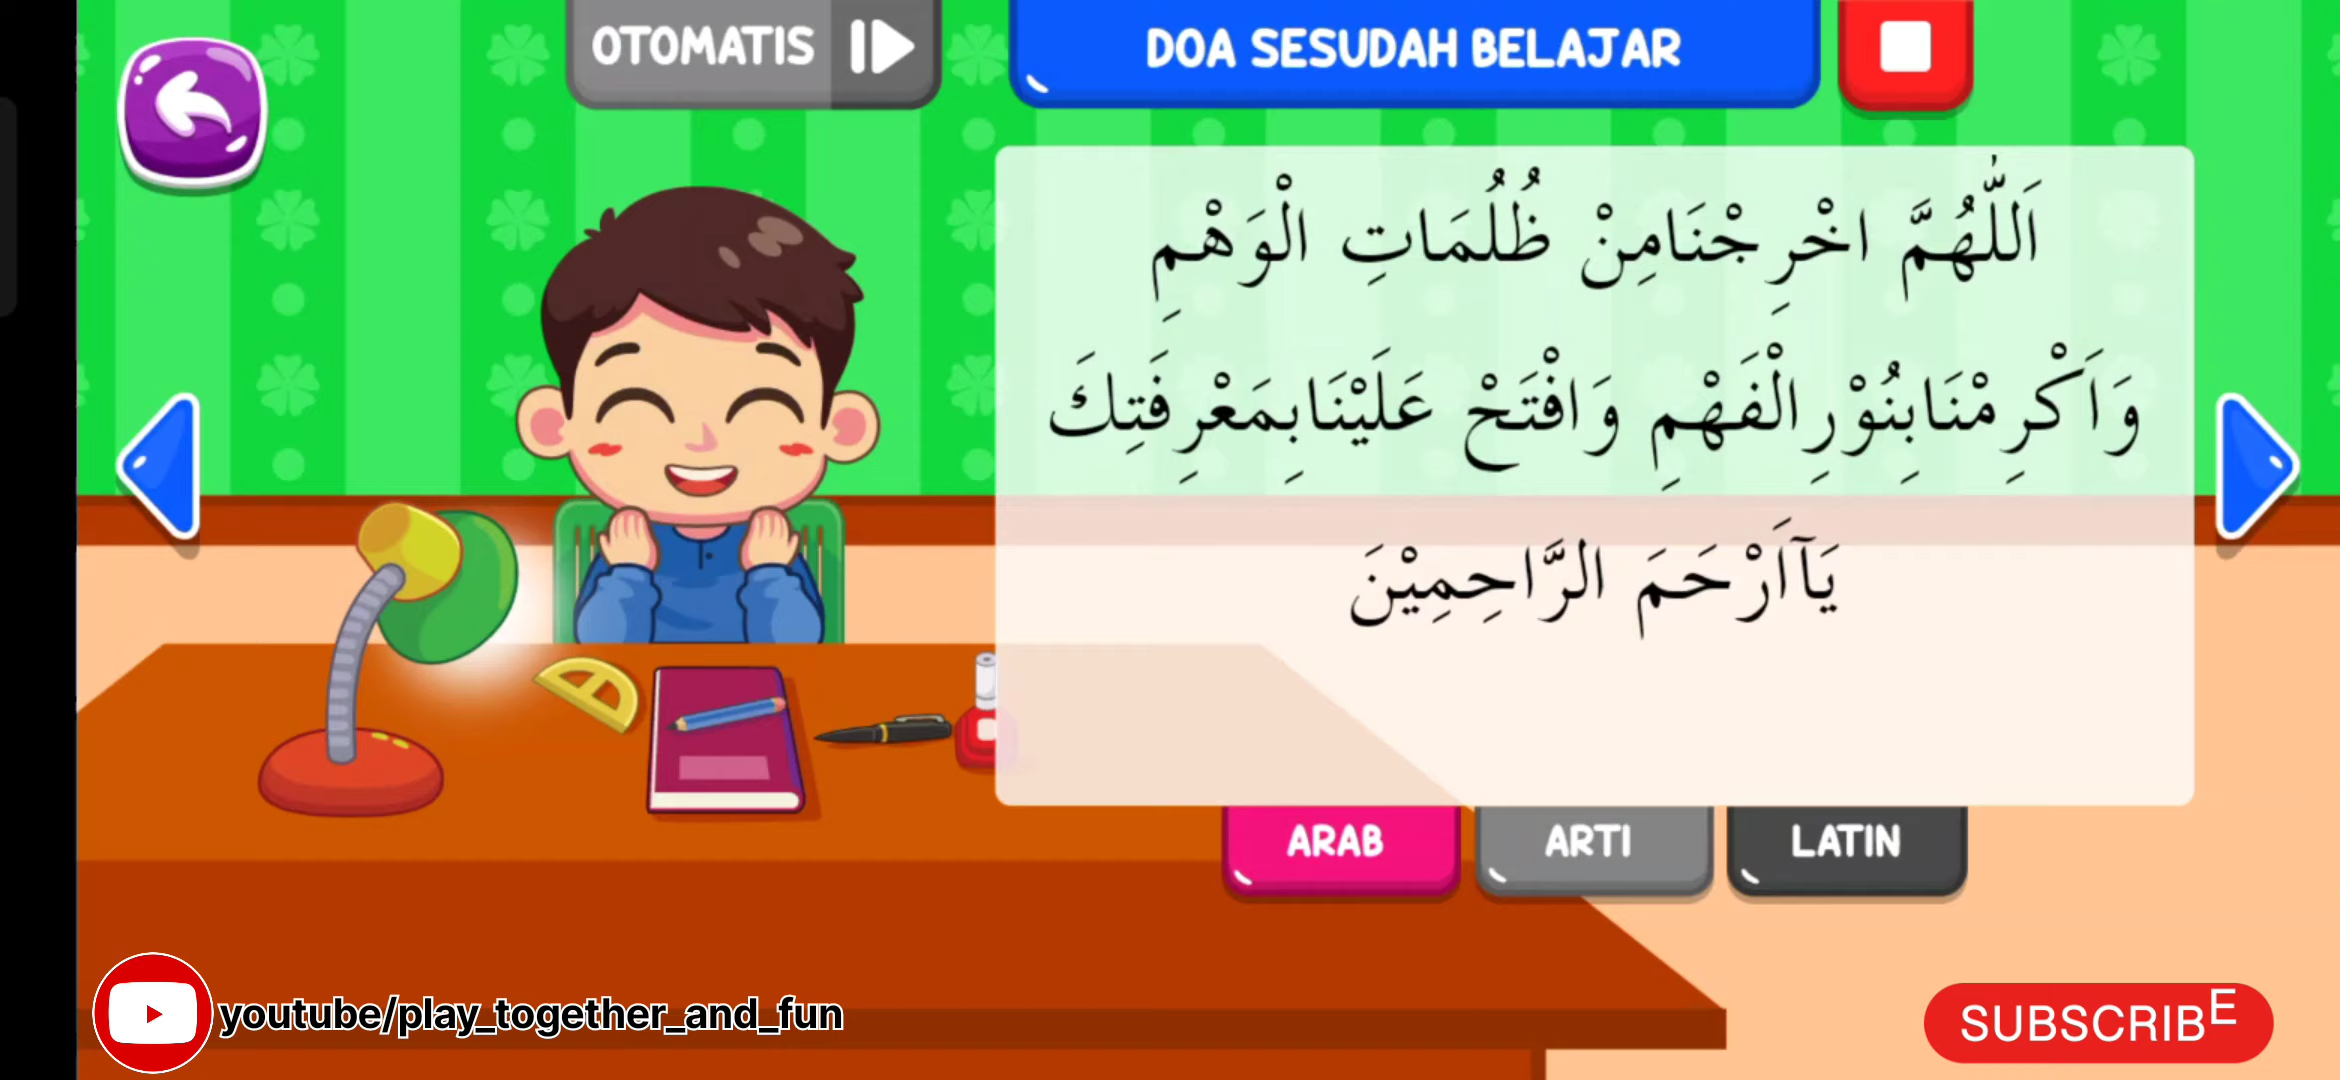 OTOMATIS
DOA SESUDAH BELAJAR
اَللّٰهُمَّ اخْرِجْنَامِنْ ظُلُمَاتِ الْوَهْمِ
وَاَكْرِمْنَابِنُوْرِالْفَهْمِ وَافْتَحْ عَلَيْنَابِمَعْرِفَتِكَ
يَآاَرْحَمَ الرَّاحِمِيْنَ
ARAB
ARTI
LATIN
youtube/play_together_and_fun
SUBSCRIBE